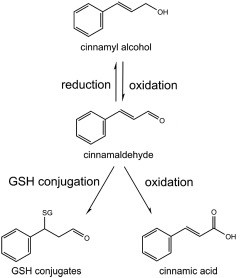 OH
cinnamyl alcohol
reduction oxidation
O
cinnamaldehyde
GSH conjugation oxidation
SG
O
O
OH
GSH conjugates cinnamic acid